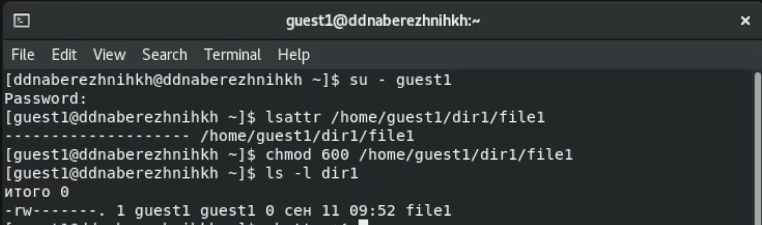 guest1@ddnaberezhnihkh:~
File Edit View Search Terminal Help
[ddnaberezhnihkh@ddnaberezhnihkh ~]$ su - guest1
Password:
[guest1@ddnaberezhnihkh ~]$ lsattr /home/guest1/dir1/file1
-------------------- /home/guest1/dir1/file1
[guest1@ddnaberezhnihkh ~]$ chmod 600 /home/guest1/dir1/file1
[guest1@ddnaberezhnihkh ~]$ ls -l dir1
итого 0
-rw-------. 1 guest1 guest1 0 сен 11 09:52 file1